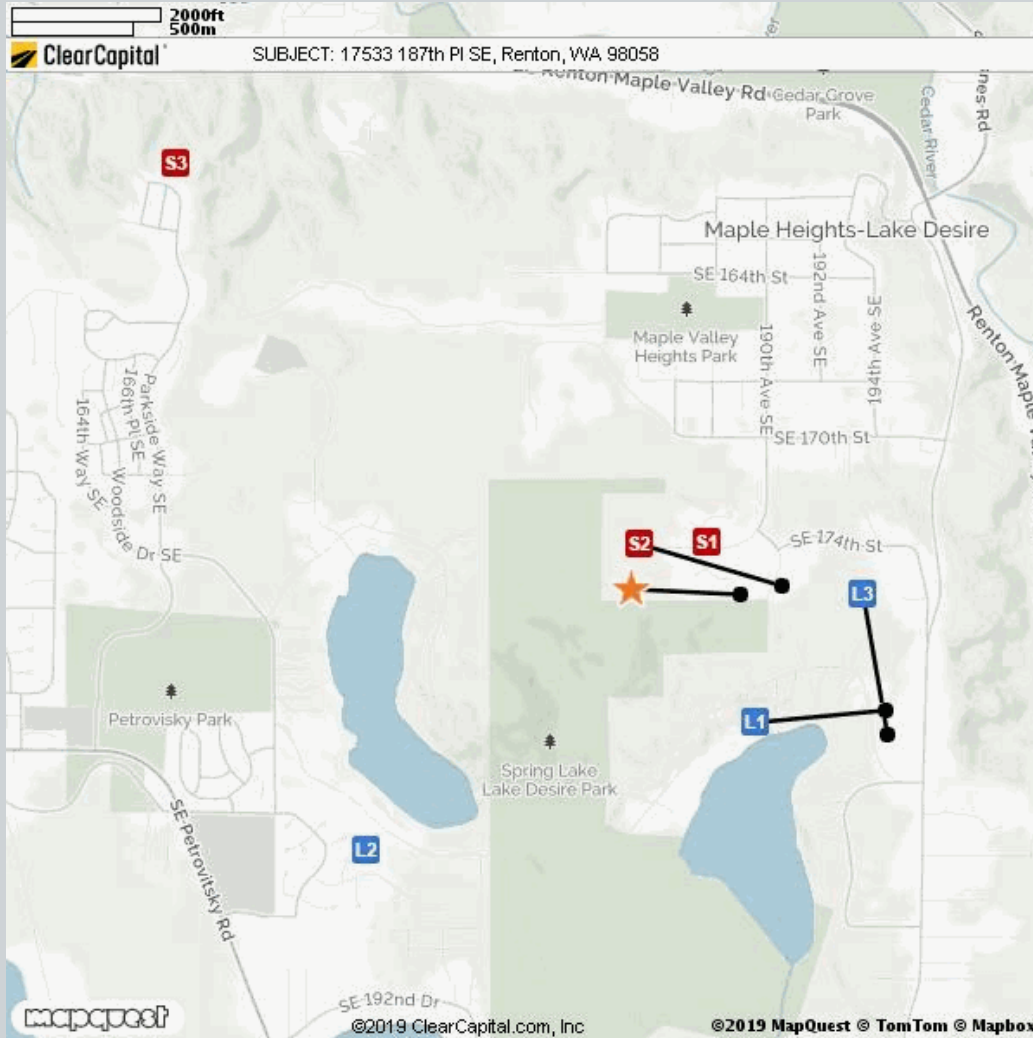 2000ft
500m
ClearCapital
SUBJECT: 17533 187th Pl SE, Renton, WA 98058
Renton Maple Valley Rd
Cedar Grove
Park
Cedar River
S3
Maple Heights-Lake Desire
SE 164th St
192nd Ave SE
194th Ave SE
190th Ave SE
Maple Valley
Heights Park
Renton-Maple
SE 170th St
Parkside Way SE
166th Pl SE
164th Way SE
Woodside Dr SE
S2
S1
SE 174th St
L3
Petrovisky Park
L1
Spring Lake
Lake Desire Park
SE Petrovitsky Rd
L2
SE 192nd Dr
mapquest
©2019 ClearCapital.com, Inc
©2019 MapQuest © TomTom © Mapbox